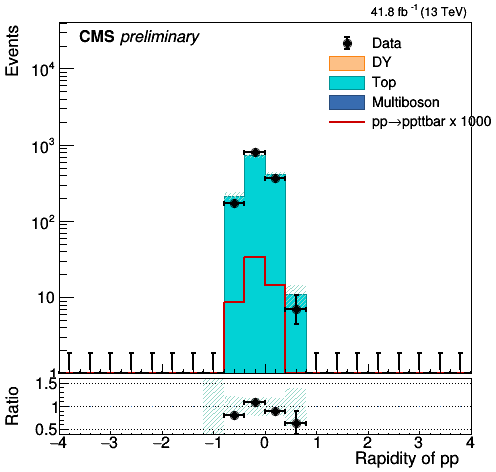 41.8 fb⁻¹ (13 TeV)
CMS preliminary
Events
Data
DY
Top
Multiboson
pp→ppttbar x 1000
10⁴
10³
10²
10
1
Ratio
1.5
1
0.5
−4 −3 −2 −1 0 1 2 3 4
Rapidity of pp